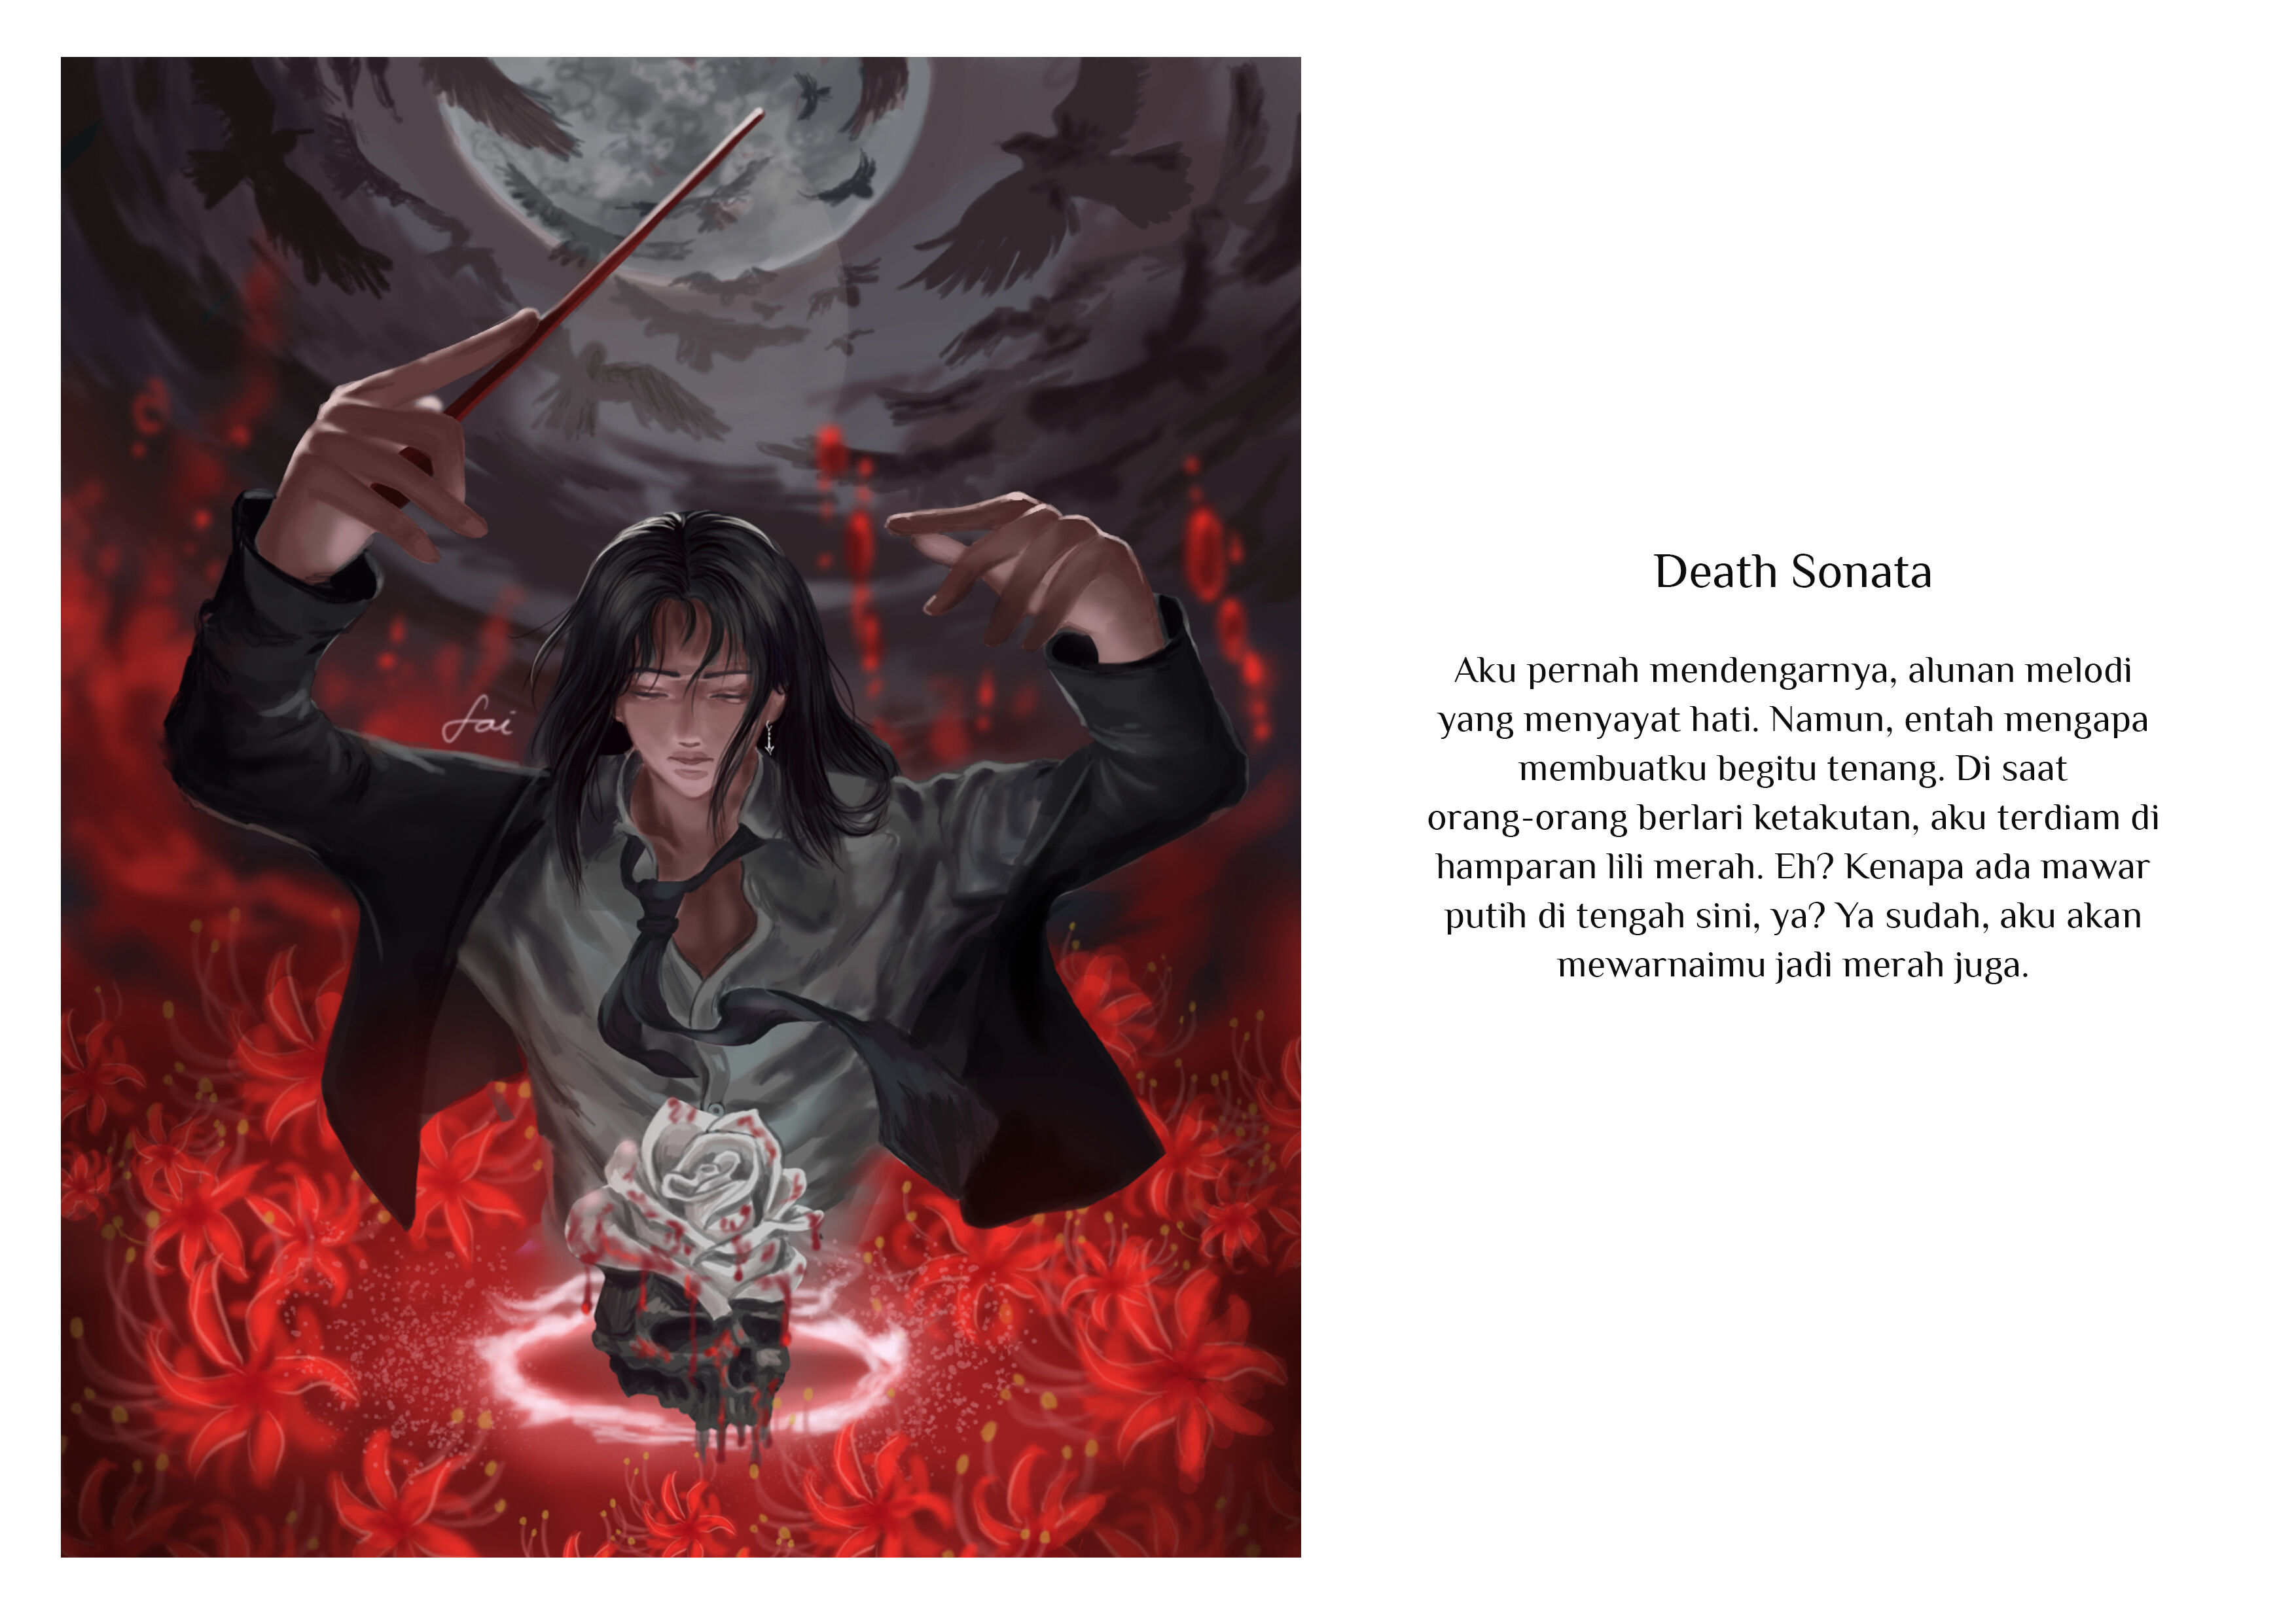 fai
Death Sonata
Aku pernah mendengarnya, alunan melodi
yang menyayat hati. Namun, entah mengapa
membuatku begitu tenang. Di saat
orang-orang berlari ketakutan, aku terdiam di
hamparan lili merah. Eh? Kenapa ada mawar
putih di tengah sini, ya? Ya sudah, aku akan
mewarnaimu jadi merah juga.